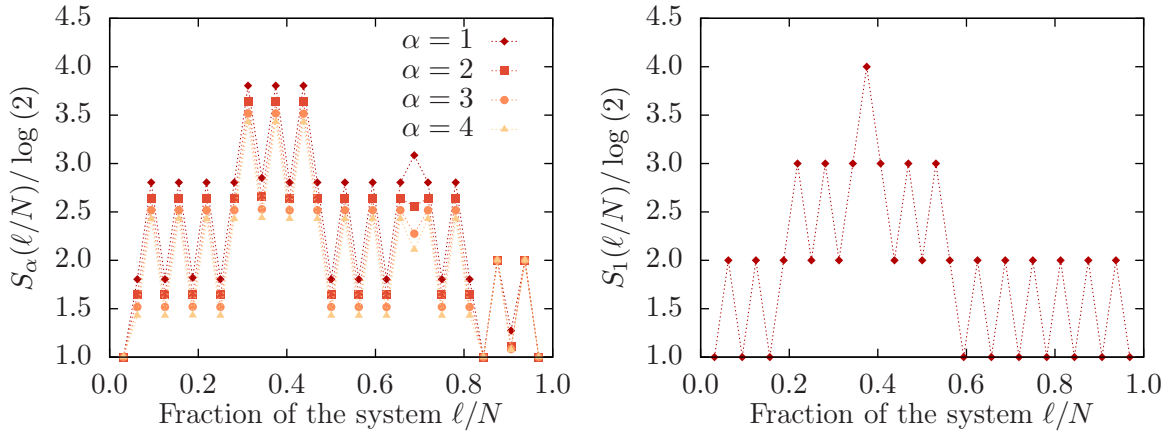 4.5
4.0
3.5
3.0
2.5
2.0
1.5
1.0
0.0 0.2 0.4 0.6 0.8 1.0
Fraction of the system ℓ/N
S_α(ℓ/N)/ log (2)
α = 1
α = 2
α = 3
α = 4
4.5
4.0
3.5
3.0
2.5
2.0
1.5
1.0
0.0 0.2 0.4 0.6 0.8 1.0
Fraction of the system ℓ/N
S_1(ℓ/N)/ log (2)